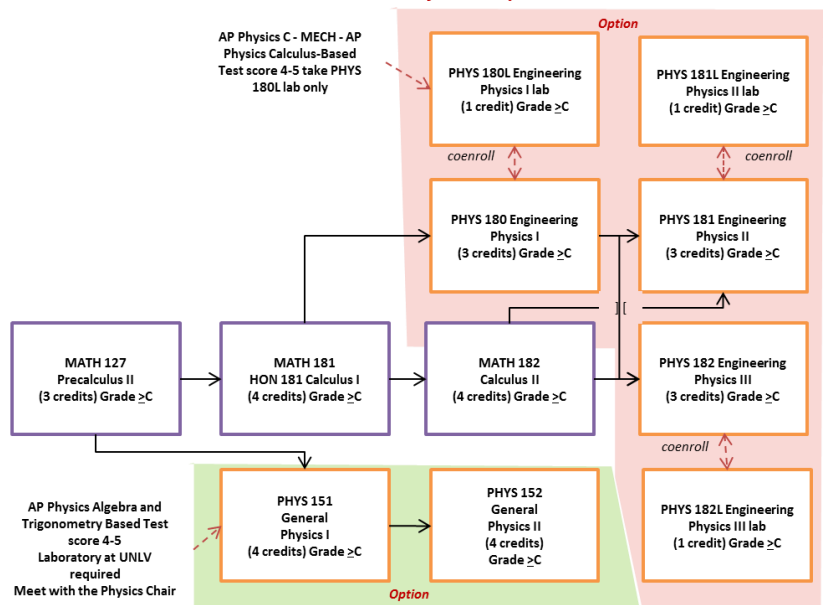 Option
AP Physics C - MECH - AP
Physics Calculus-Based
Test score 4-5 take PHYS
180L lab only
PHYS 180L Engineering
Physics I lab
(1 credit) Grade ≥C
PHYS 181L Engineering
Physics II lab
(1 credit) Grade ≥C
coenroll
coenroll
PHYS 180 Engineering
Physics I
(3 credits) Grade ≥C
PHYS 181 Engineering
Physics II
(3 credits) Grade ≥C
] [
MATH 127
Precalculus II
(3 credits) Grade ≥C
MATH 181
HON 181 Calculus I
(4 credits) Grade ≥C
MATH 182
Calculus II
(4 credits) Grade ≥C
PHYS 182 Engineering
Physics III
(3 credits) Grade ≥C
coenroll
AP Physics Algebra and
Trigonometry Based Test
score 4-5
Laboratory at UNLV
required
Meet with the Physics Chair
PHYS 151
General
Physics I
(4 credits) Grade ≥C
PHYS 152
General
Physics II
(4 credits)
Grade ≥C
PHYS 182L Engineering
Physics III lab
(1 credit) Grade ≥C
Option